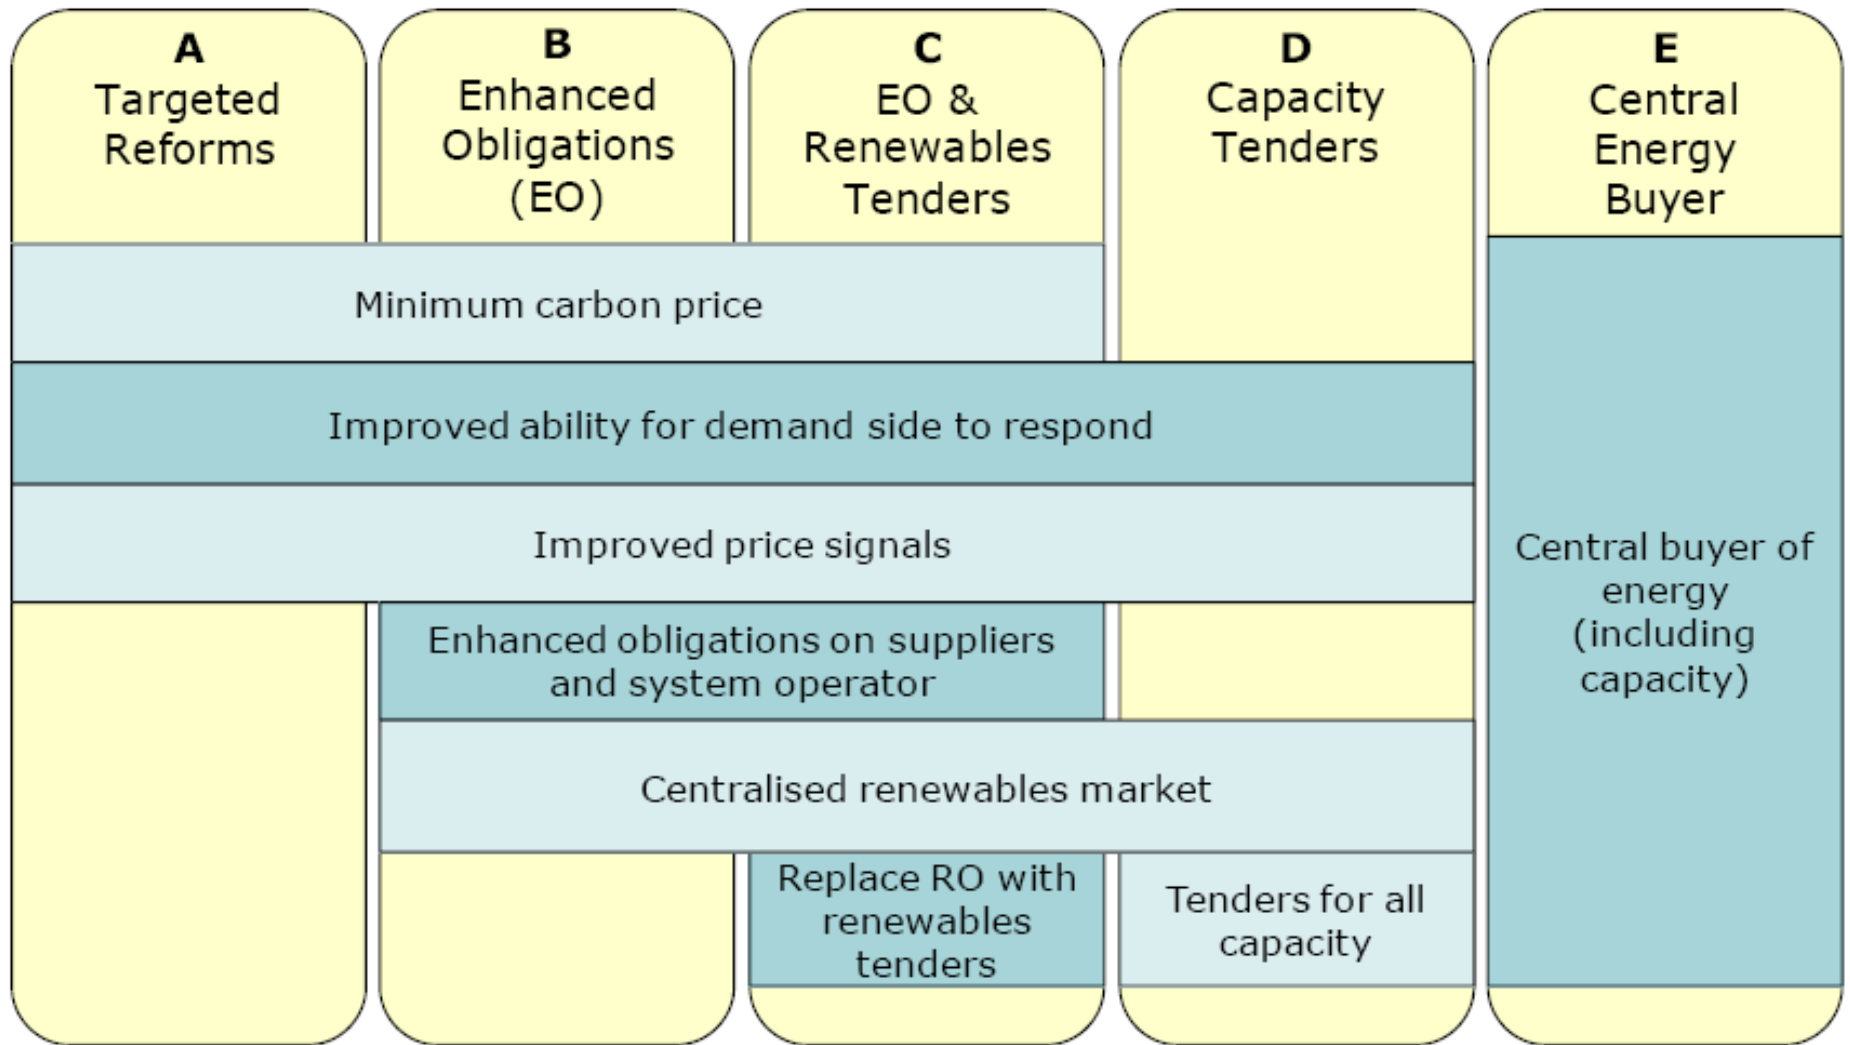 A
Targeted
Reforms
B
Enhanced
Obligations
(EO)
C
EO &
Renewables
Tenders
D
Capacity
Tenders
E
Central
Energy
Buyer
Minimum carbon price
Improved ability for demand side to respond
Improved price signals
Enhanced obligations on suppliers
and system operator
Centralised renewables market
Replace RO with
renewables
tenders
Tenders for all
capacity
Central buyer of
energy
(including
capacity)